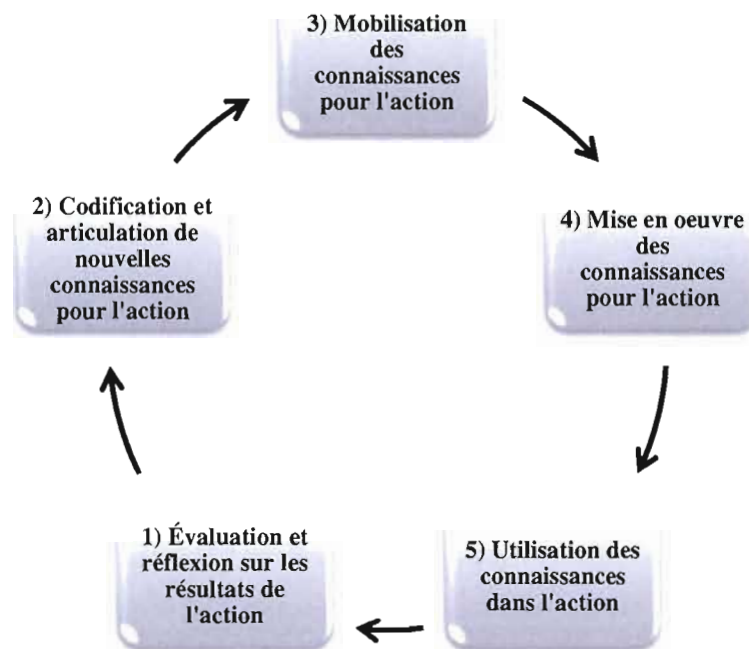 3) Mobilisation
des
connaissances
pour l'action
2) Codification et
articulation de
nouvelles
connaissances
pour l'action
4) Mise en oeuvre
des
connaissances
pour l'action
1) Évaluation et
réflexion sur les
résultats de
l'action
5) Utilisation des
connaissances
dans l'action